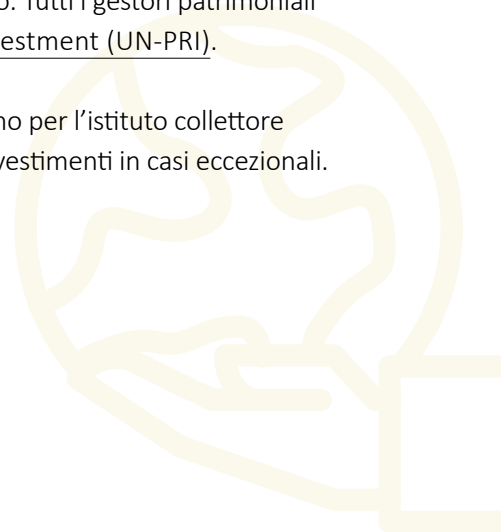 Tutti i gestori patrimoniali
estment (UN-PRI).
no per l’istituto collettore
vestimenti in casi eccezionali.